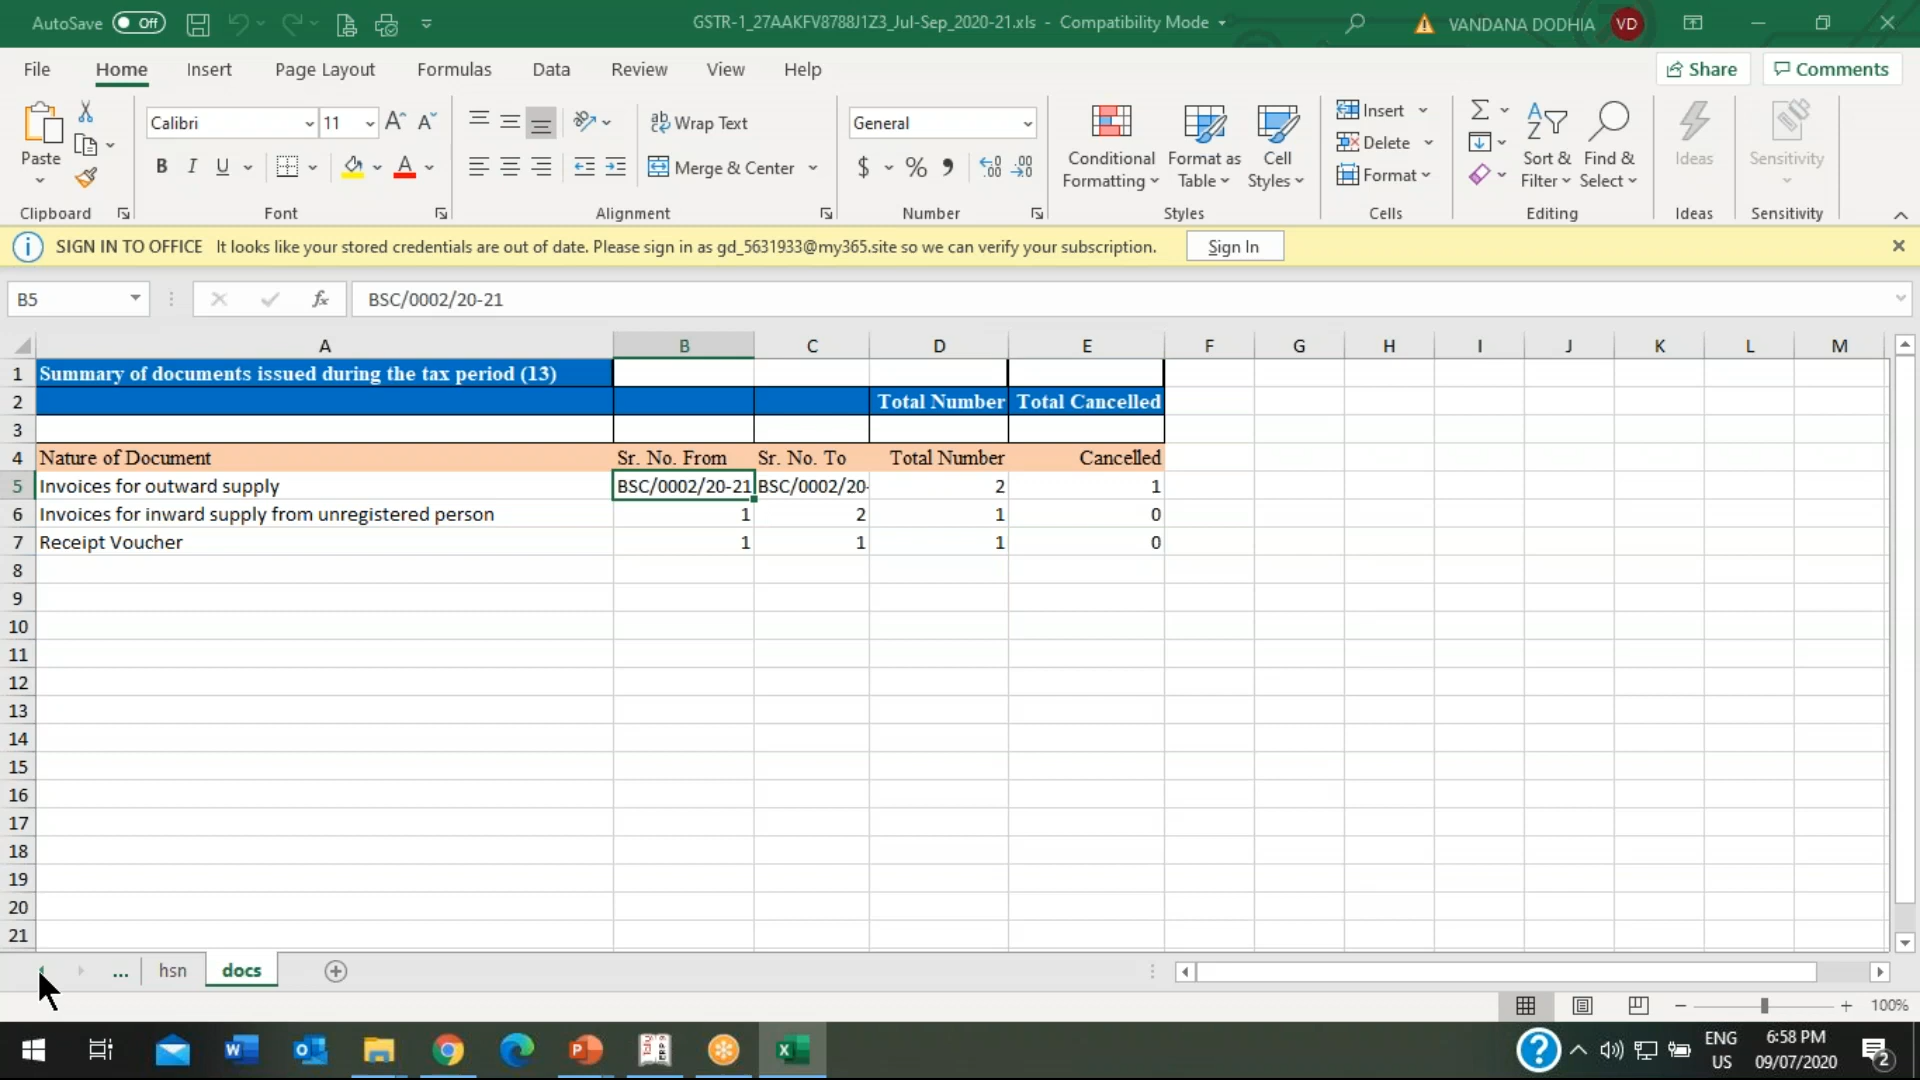 AutoSave Off GSTR-1_27AAKFV8788J1Z3_Jul-Sep_2020-21.xls - Compatibility Mode VANDANA DODHIA VD
File Home Insert Page Layout Formulas Data Review View Help Share Comments
Paste Calibri 11 B I U A Wrap Text Merge & Center General $ % Conditional Formatting Format as Table Cell Styles Insert Delete Format Sort & Filter Find & Select Ideas Sensitivity
Clipboard Font Alignment Number Styles Cells Editing Ideas Sensitivity
SIGN IN TO OFFICE It looks like your stored credentials are out of date. Please sign in as gd_5631933@my365.site so we can verify your subscription. Sign In
B5 fx BSC/0002/20-21
A B C D E F G H I J K L M
1 Summary of documents issued during the tax period (13)
2 Total Number Total Cancelled
3
4 Nature of Document Sr. No. From Sr. No. To Total Number Cancelled
5 Invoices for outward supply BSC/0002/20-21 BSC/0002/20- 2 1
6 Invoices for inward supply from unregistered person 1 2 1 0
7 Receipt Voucher 1 1 1 0
8
9
10
11
12
13
14
15
16
17
18
19
20
21
... hsn docs
100%
ENG 6:58 PM
US 09/07/2020 2